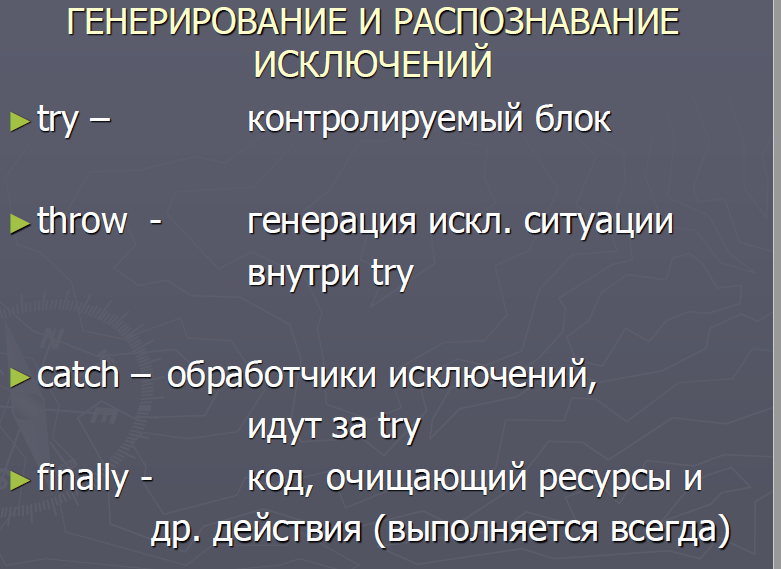 ГЕНЕРИРОВАНИЕ И РАСПОЗНАВАНИЕ
ИСКЛЮЧЕНИЙ
►try – контролируемый блок
►throw - генерация искл. ситуации
внутри try
►catch – обработчики исключений,
идут за try
►finally - код, очищающий ресурсы и
др. действия (выполняется всегда)